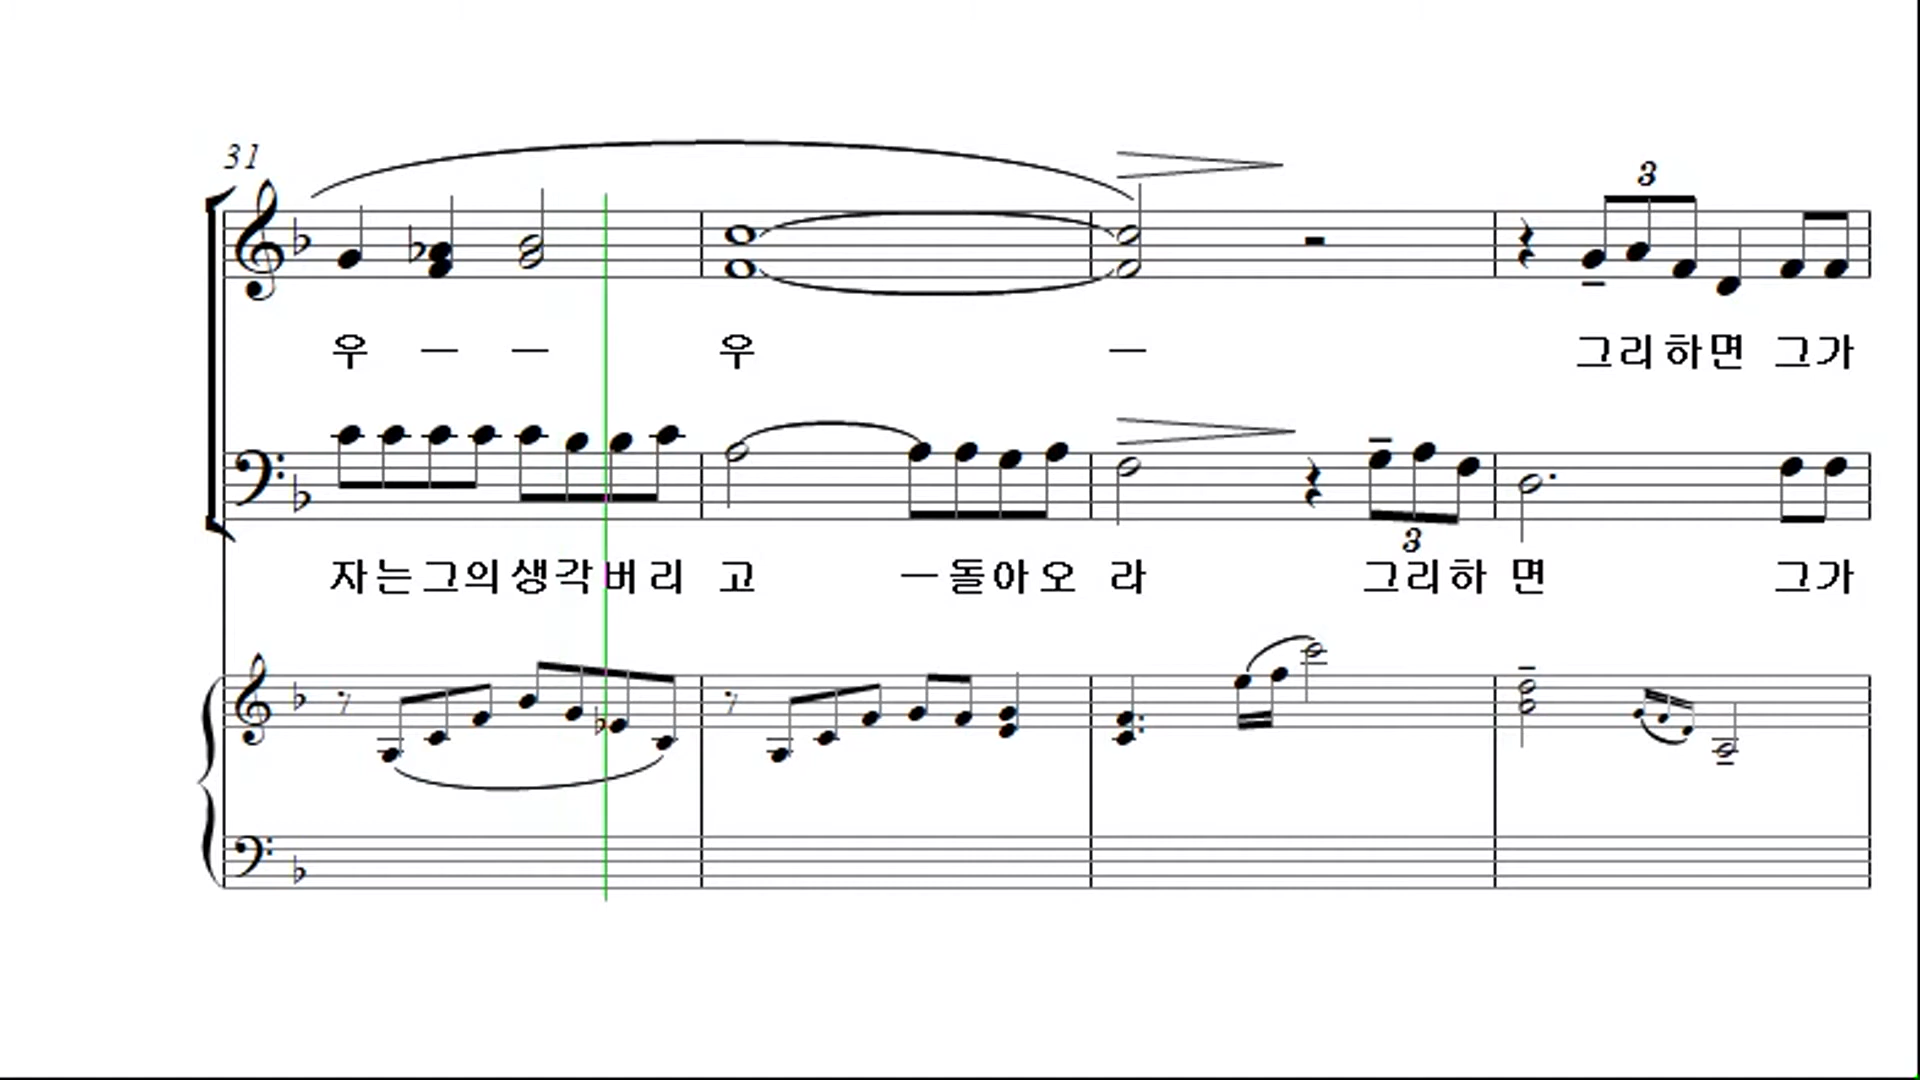 31
3
우 — — 우 — 그리하면 그가
자는그의생각버리 고 —돌아오 라 그리하 면 그가
3